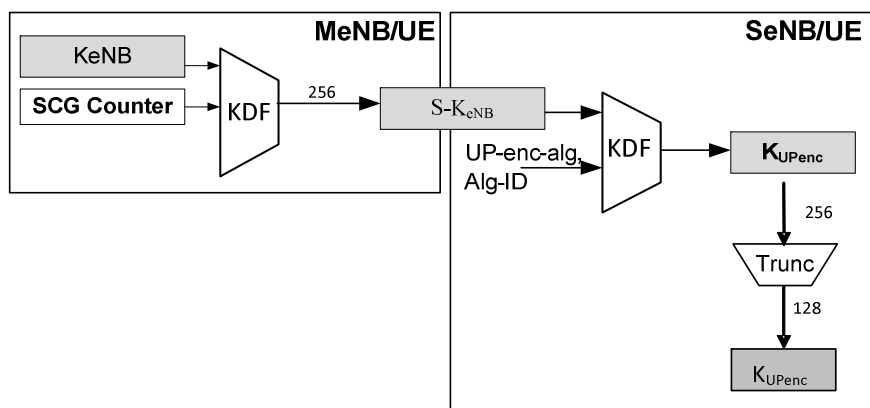 MeNB/UE
KeNB
SCG Counter
KDF
256
S-KeNB
SeNB/UE
UP-enc-alg,
Alg-ID
KDF
KUPenc
256
Trunc
128
KUPenc